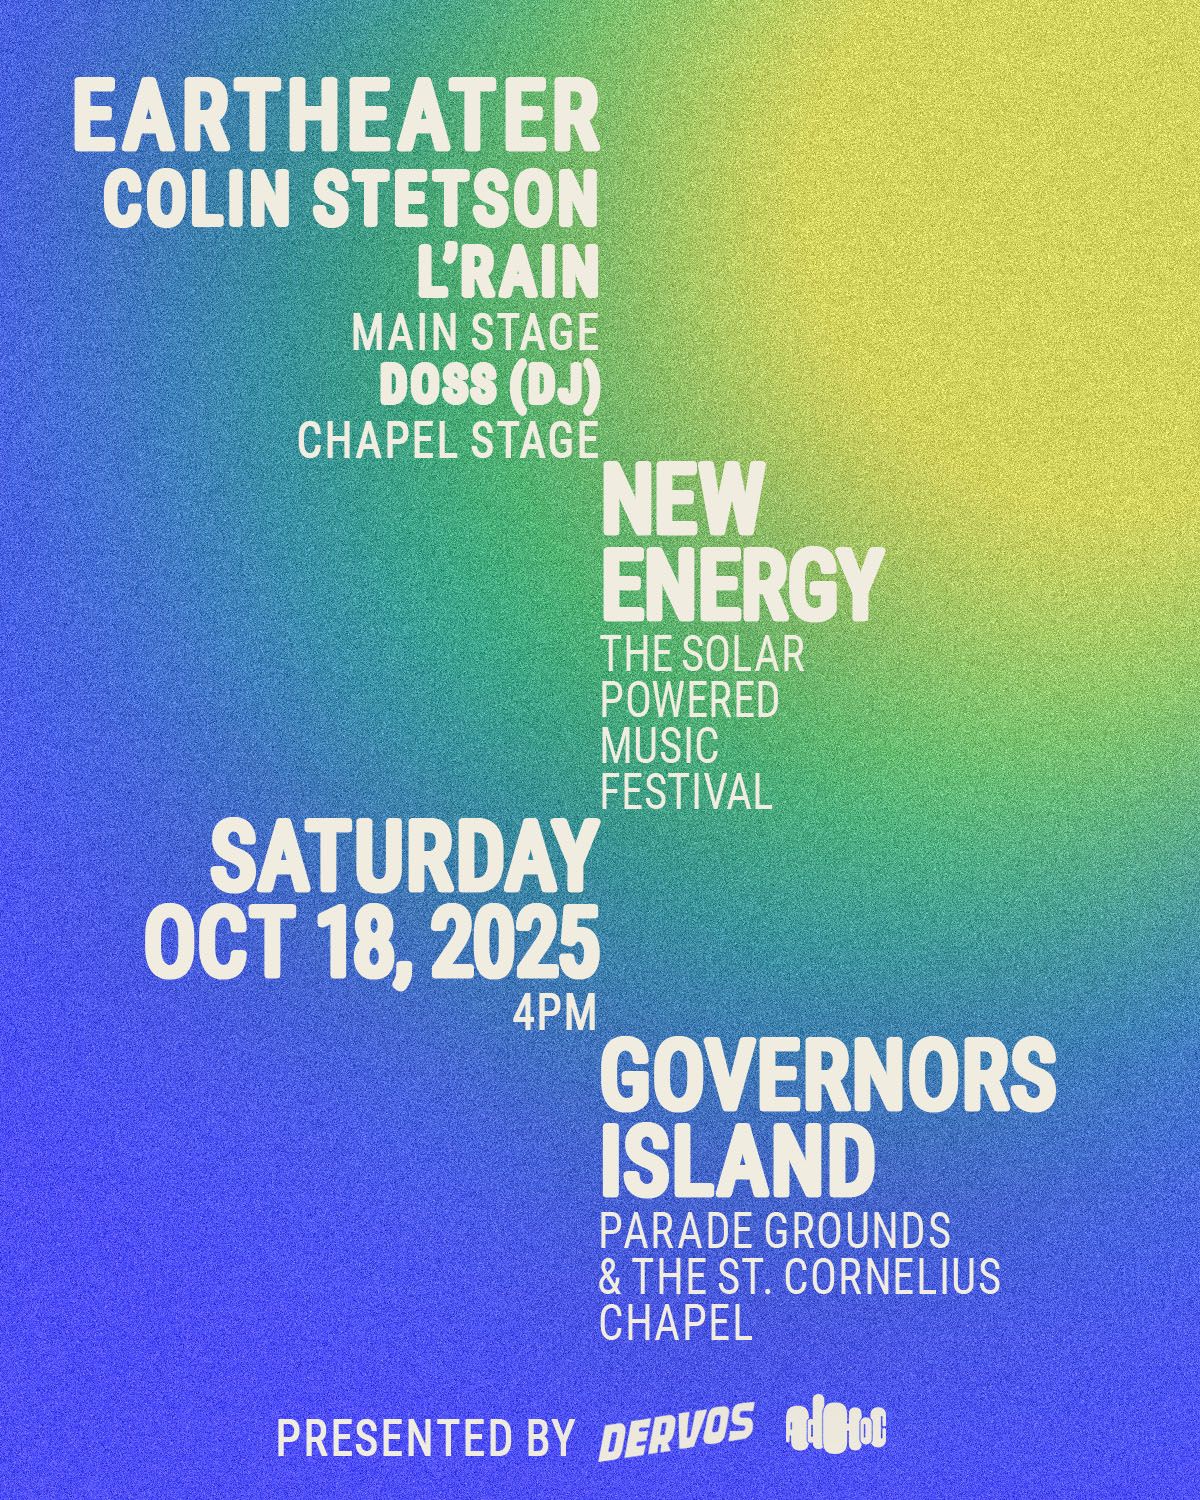 EARTHEATER
COLIN STETSON
L'RAIN
MAIN STAGE
DOSS (DJ)
CHAPEL STAGE
NEW
ENERGY
THE SOLAR
POWERED
MUSIC
FESTIVAL
SATURDAY
OCT 18, 2025
4PM
GOVERNORS
ISLAND
PARADE GROUNDS
& THE ST. CORNELIUS
CHAPEL
PRESENTED BY DERVOS AdHoC